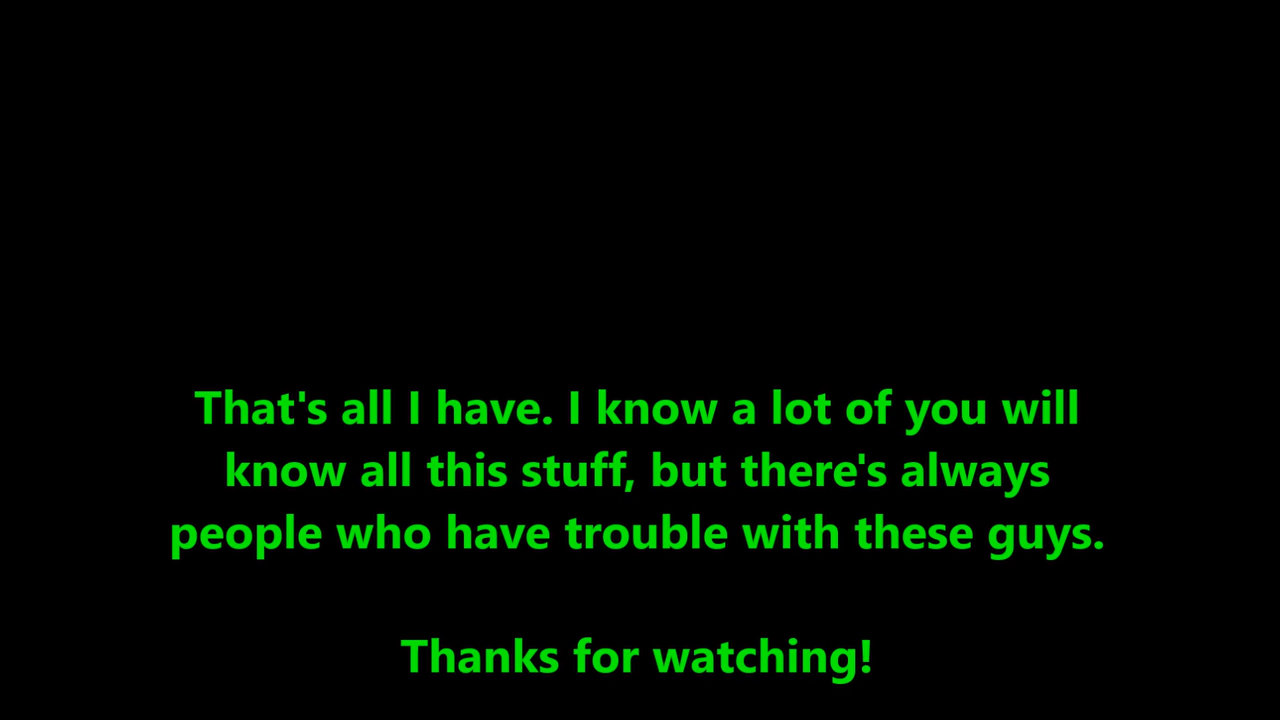 That's all I have. I know a lot of you will
know all this stuff, but there's always
people who have trouble with these guys.
Thanks for watching!